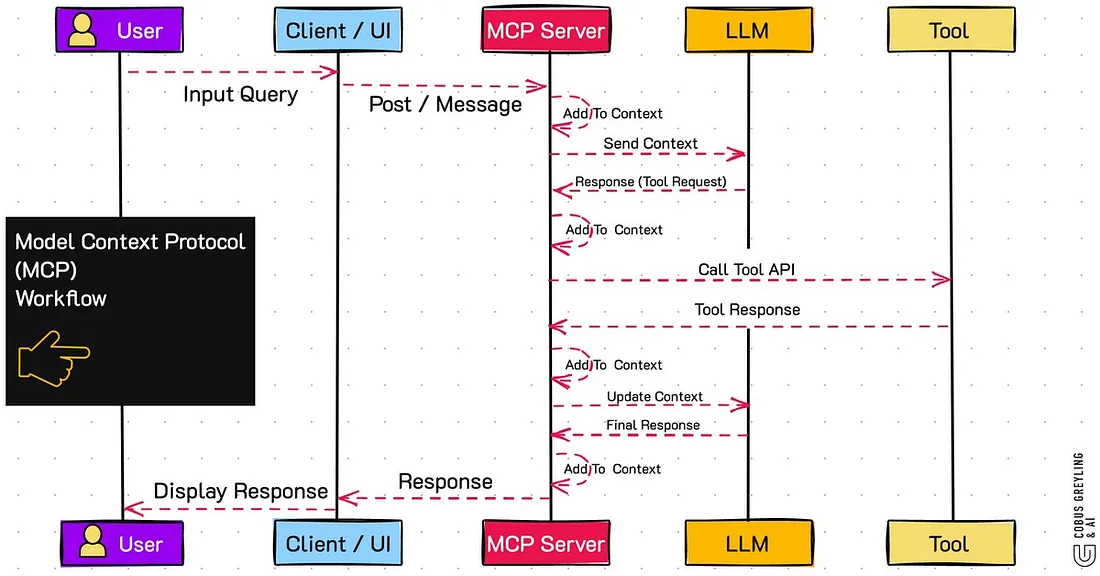 User
Client / UI
MCP Server
LLM
Tool
Input Query
Post / Message
Add To Context
Send Context
Response (Tool Request)
Add To Context
Model Context Protocol
(MCP)
Workflow
Call Tool API
Tool Response
Add To Context
Update Context
Final Response
Add To Context
Response
Display Response
User
Client / UI
MCP Server
LLM
Tool
COBUS GREYLING
& AI